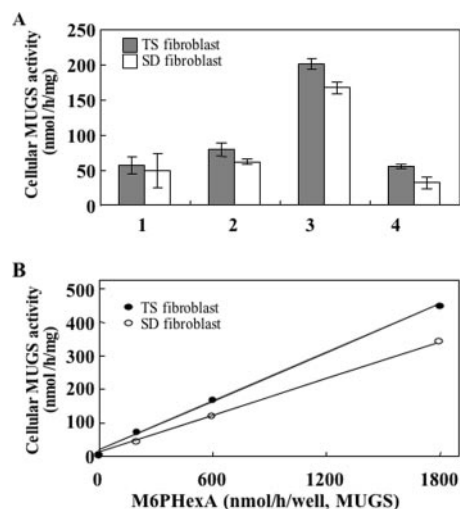 A
TS fibroblast
SD fibroblast
Cellular MUGS activity
(nmol/h/mg)
250
200
150
100
50
0
1 2 3 4
B
TS fibroblast
SD fibroblast
Cellular MUGS activity
(nmol/h/mg)
500
400
300
200
100
0
0 600 1200 1800
M6PHexA (nmol/h/well, MUGS)